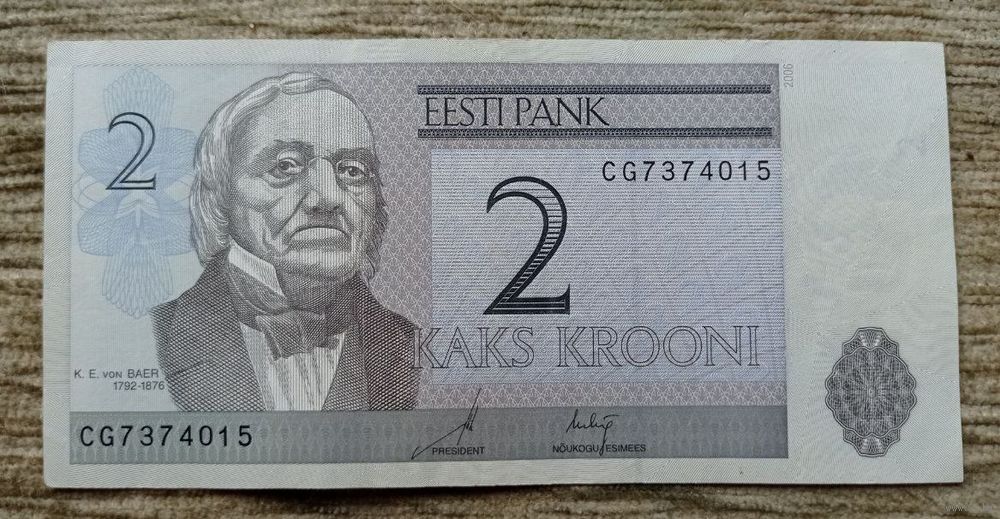 2006
2
EESTI PANK
CG7374015
2
KAKS KROONI
K. E. VON BAER
1792-1876
CG7374015
PRESIDENT
NÕUKOGU ESIMEES